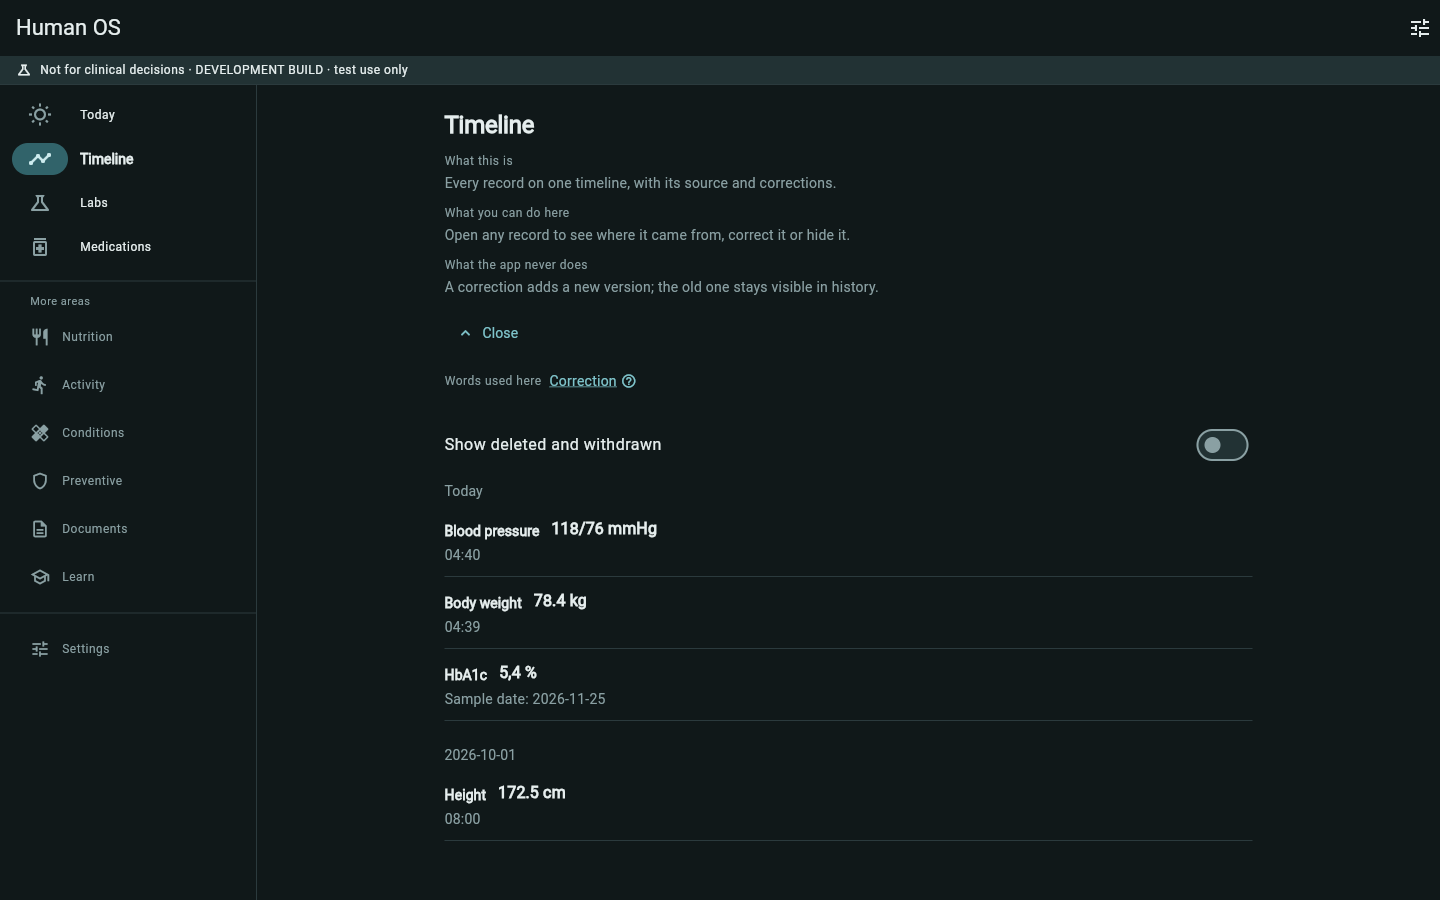 Human OS
Not for clinical decisions · DEVELOPMENT BUILD · test use only
Today
Timeline
Labs
Medications
More areas
Nutrition
Activity
Conditions
Preventive
Documents
Learn
Settings
Timeline
What this is
Every record on one timeline, with its source and corrections.
What you can do here
Open any record to see where it came from, correct it or hide it.
What the app never does
A correction adds a new version; the old one stays visible in history.
Close
Words used here Correction
Show deleted and withdrawn
Today
Blood pressure 118/76 mmHg
04:40
Body weight 78.4 kg
04:39
HbA1c 5,4 %
Sample date: 2026-11-25
2026-10-01
Height 172.5 cm
08:00